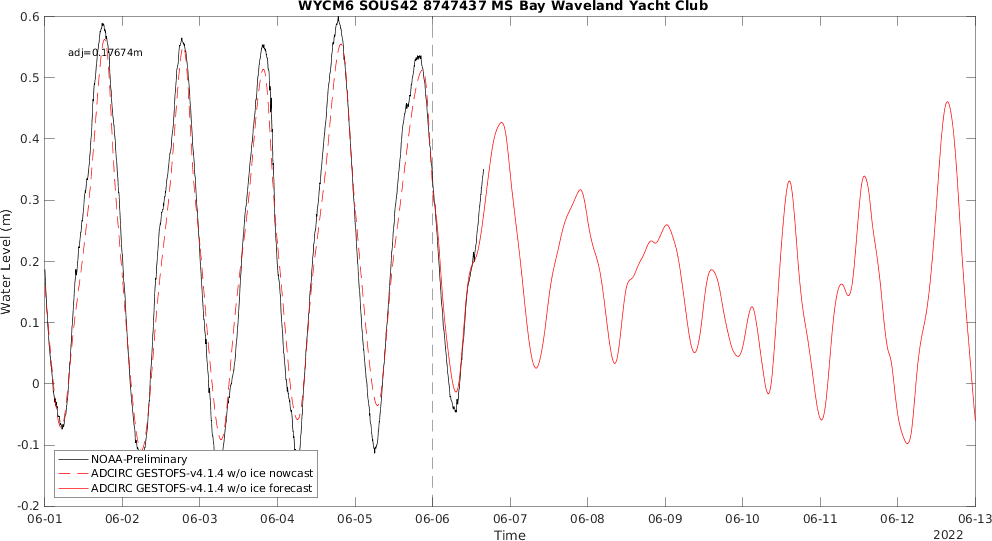 WYCM6 SOUS42 8747437 MS Bay Waveland Yacht Club
0.6
adj=0.17674m
0.5
0.4
0.3
0.2
0.1
0
-0.1
-0.2
Water Level (m)
NOAA-Preliminary
ADCIRC GESTOFS-v4.1.4 w/o ice nowcast
ADCIRC GESTOFS-v4.1.4 w/o ice forecast
06-01 06-02 06-03 06-04 06-05 06-06 06-07 06-08 06-09 06-10 06-11 06-12 06-13
Time
2022